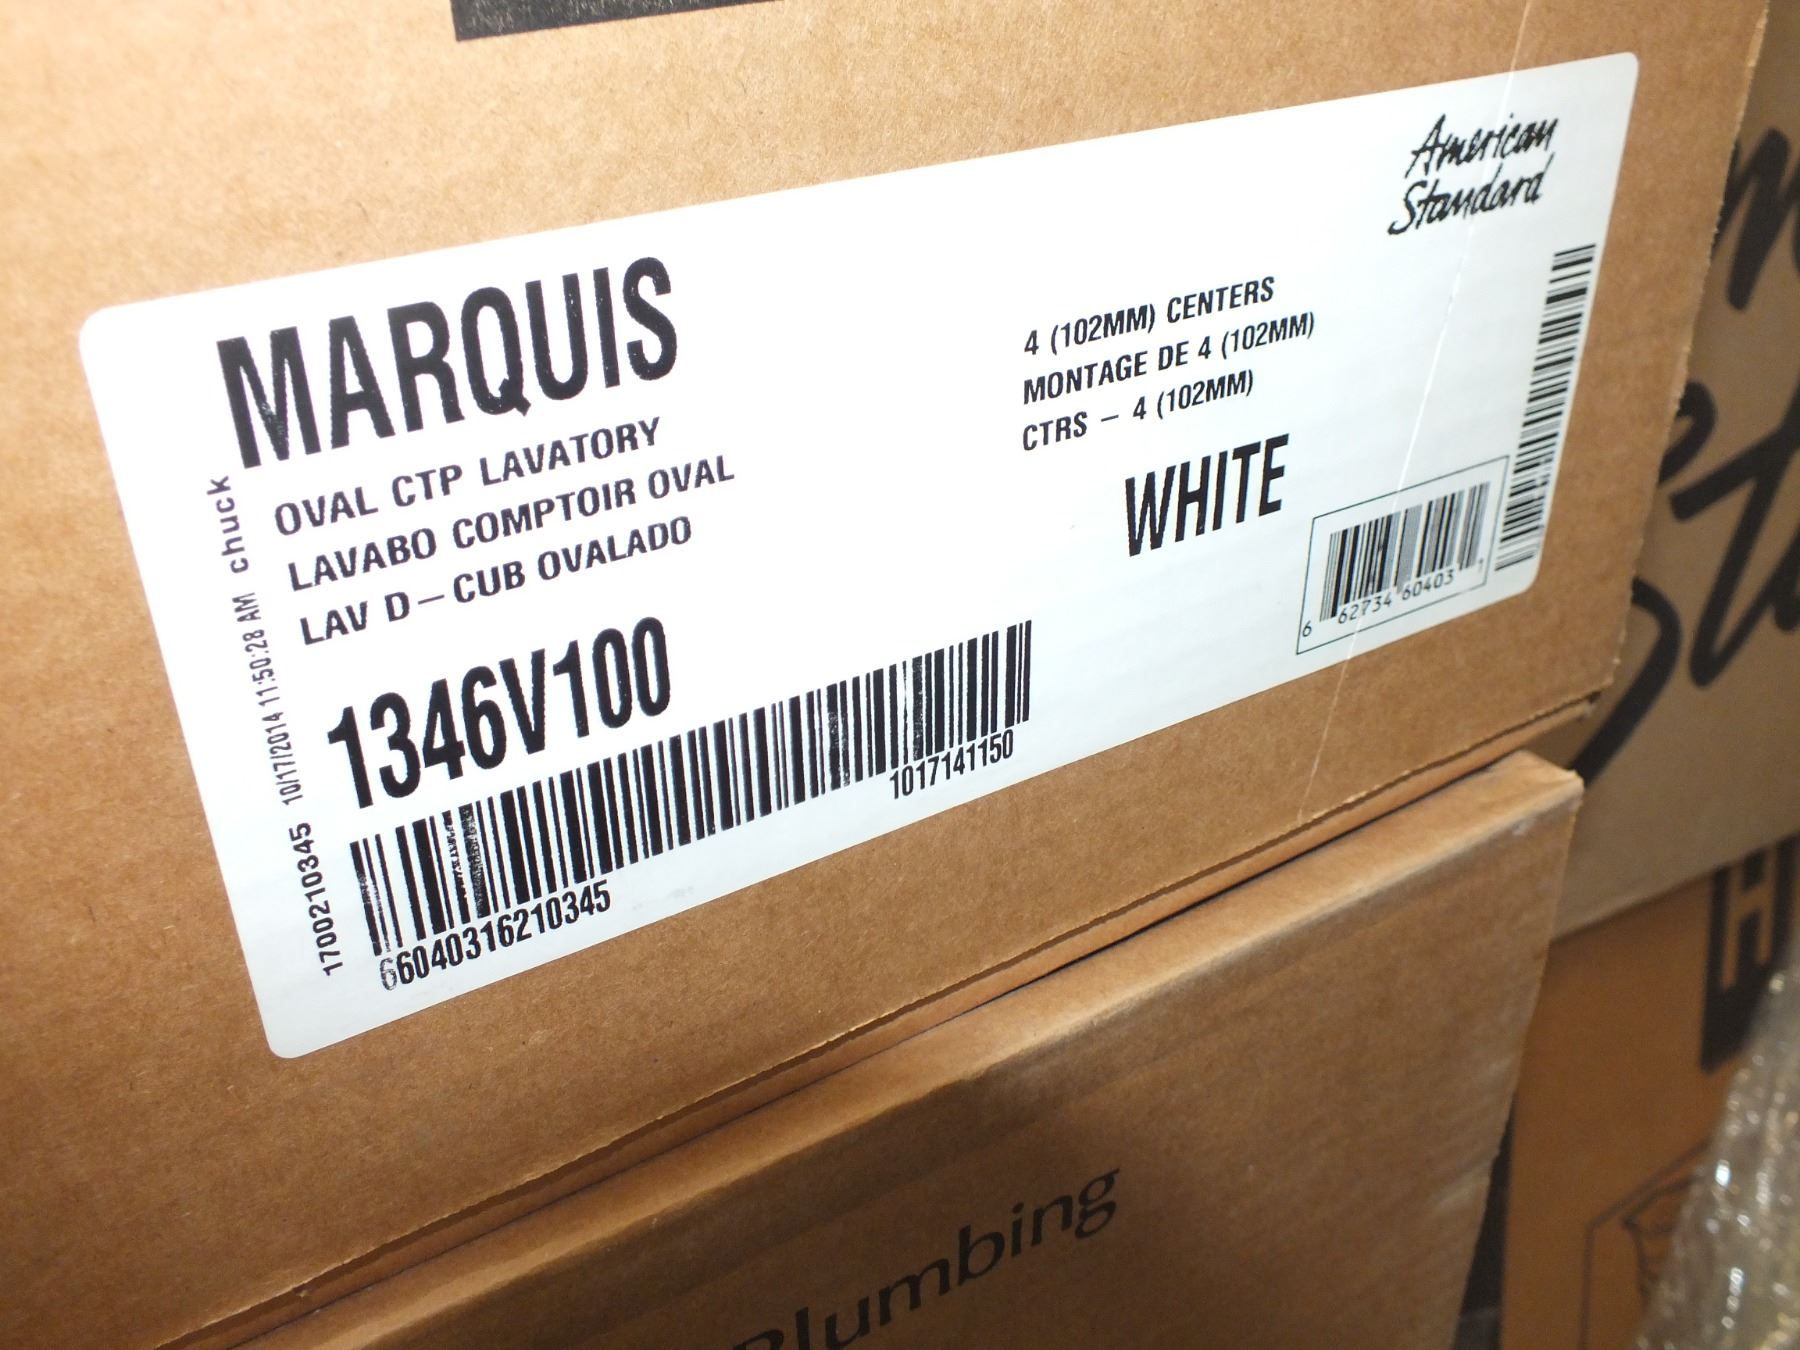 American
Standard
MARQUIS
OVAL CTP LAVATORY
LAVABO COMPTOIR OVAL
LAV D-CUB OVALADO
4 (102MM) CENTERS
MONTAGE DE 4 (102MM)
CTRS - 4 (102MM)
WHITE
1346V100
6 62734 60403 1
1017141150
66040316210345
1700210345 10/17/2014 11:50:28 AM chuck
Plumbing